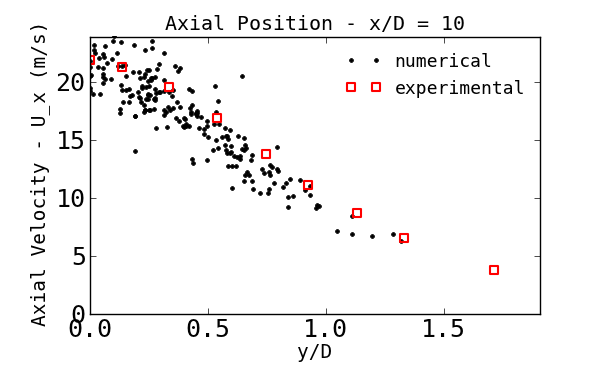 Axial Position - x/D = 10
numerical
experimental
Axial Velocity - U_x (m/s)
20
15
10
5
0
0.0 0.5 1.0 1.5
y/D